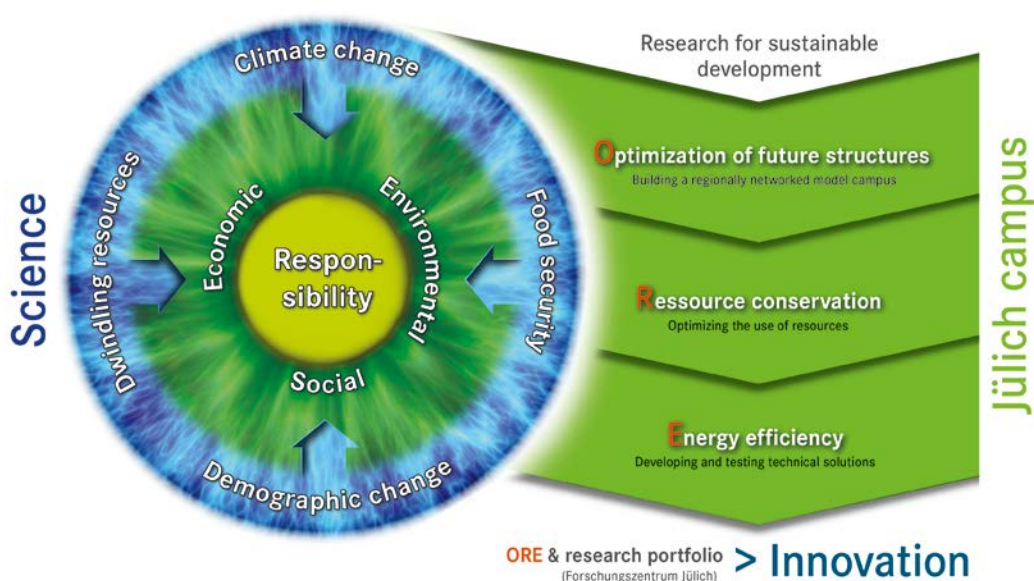 Science
Climate change
Dwindling resources
Food security
Demographic change
Economic
Environmental
Social
Respon-
sibility
Research for sustainable
development
Optimization of future structures
Building a regionally networked model campus
Ressource conservation
Optimizing the use of resources
Energy efficiency
Developing and testing technical solutions
Jülich campus
ORE & research portfolio > Innovation
(Forschungszentrum Jülich)